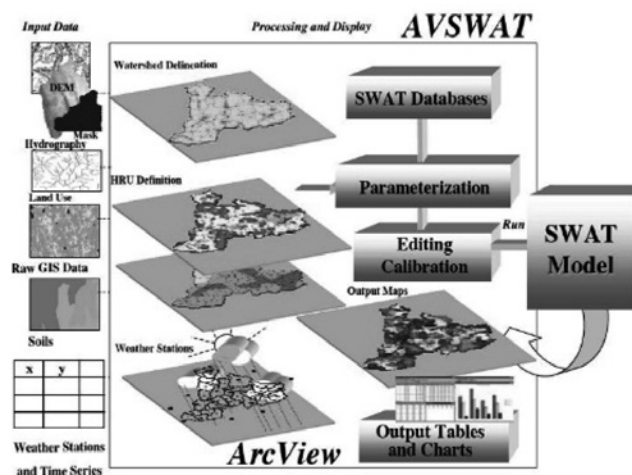 Input Data
Processing and Display
AVSWAT
Watershed Delineation
DEM
Mask
SWAT Databases
Hydrography
HRU Definition
Land Use
Parameterization
Run
SWAT
Model
Editing
Calibration
Raw GIS Data
Output Maps
Soils
Weather Stations
x y
Weather Stations
and Time Series
ArcView
Output Tables
and Charts